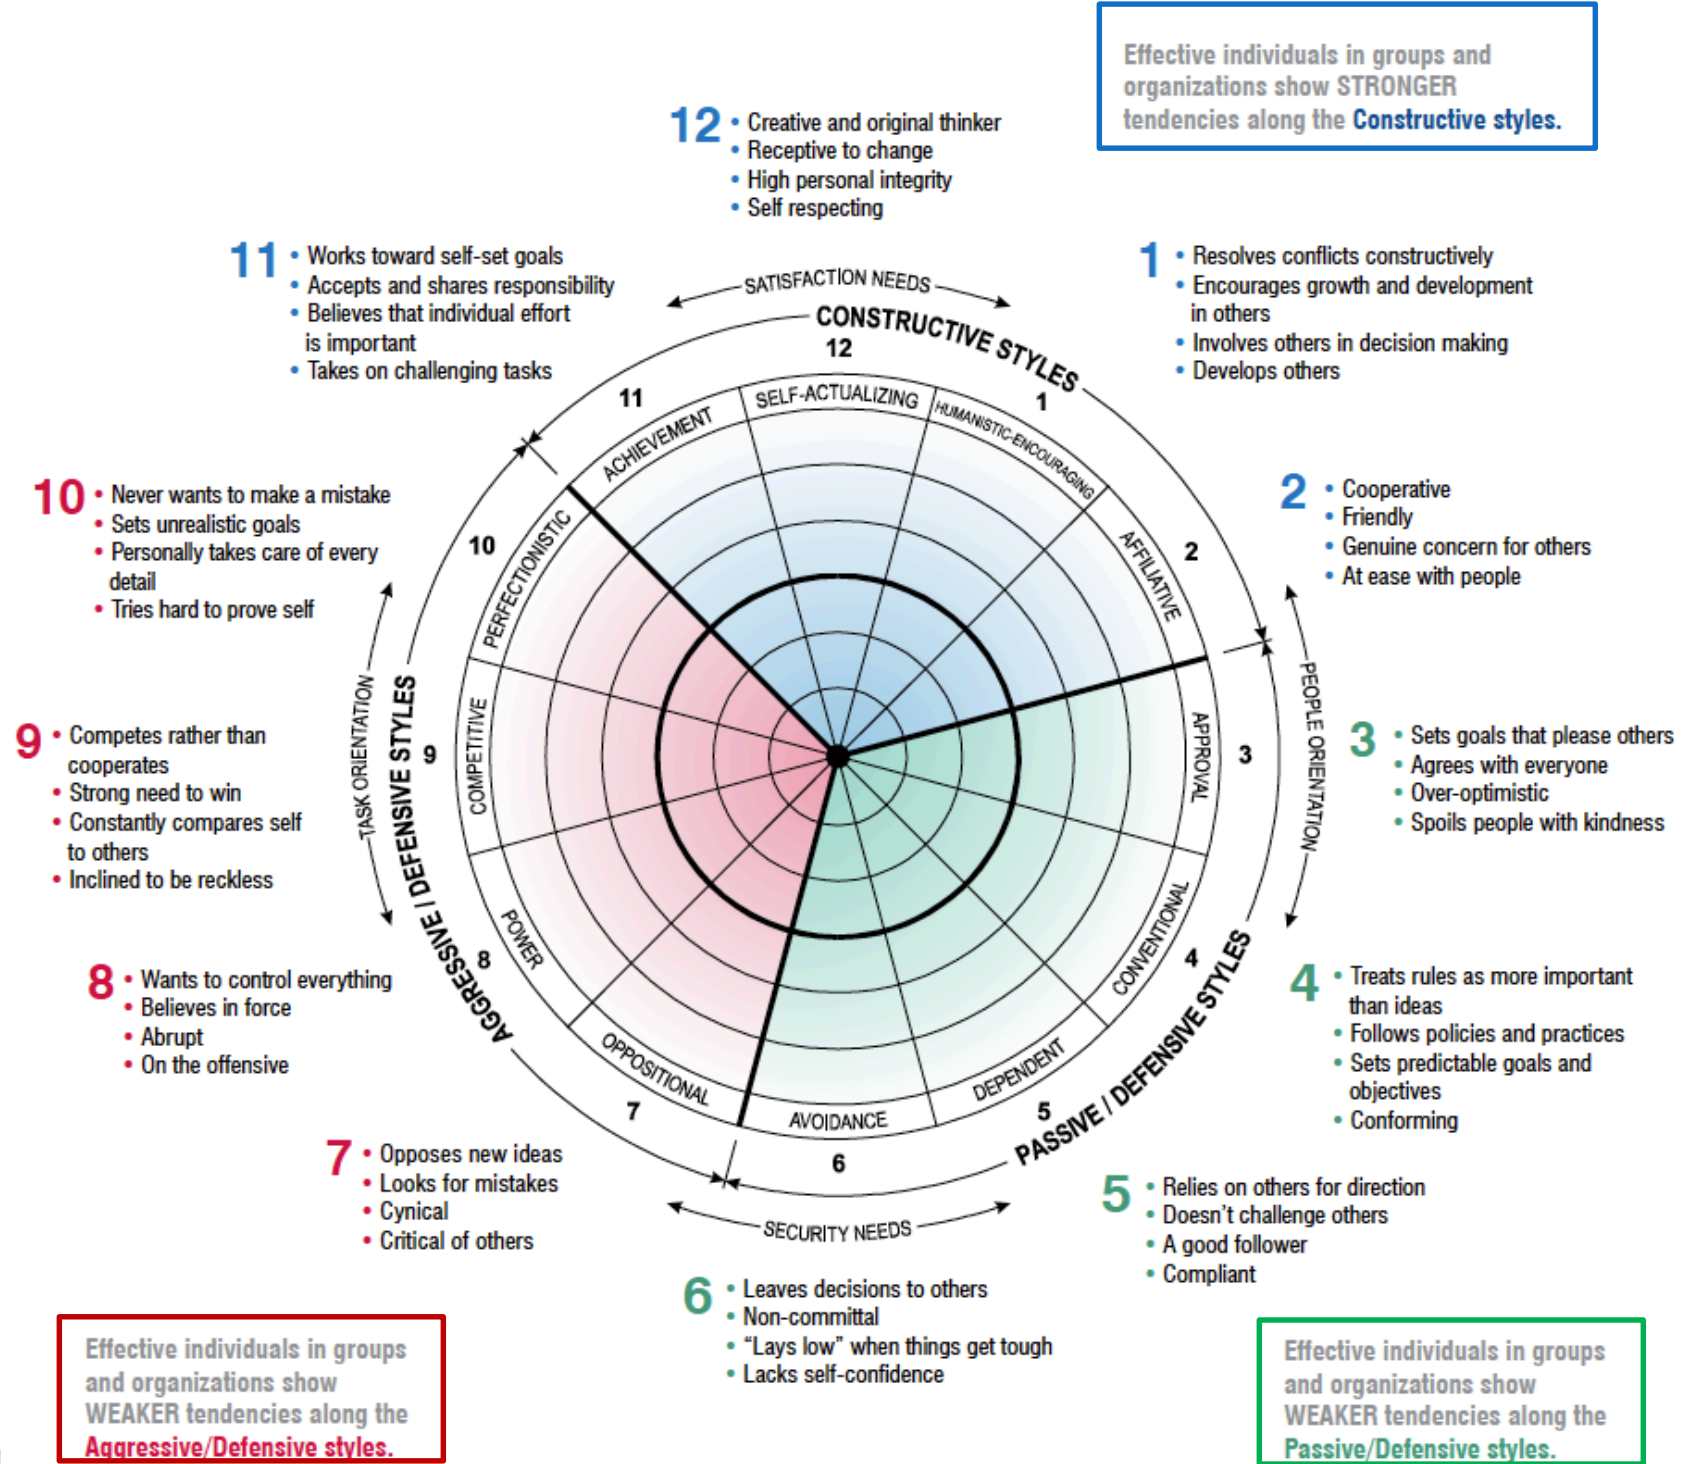 Effective individuals in groups and
organizations show STRONGER
tendencies along the Constructive styles.
12
• Creative and original thinker
• Receptive to change
• High personal integrity
• Self respecting
11
• Works toward self-set goals
• Accepts and shares responsibility
• Believes that individual effort
is important
• Takes on challenging tasks
1
• Resolves conflicts constructively
• Encourages growth and development
in others
• Involves others in decision making
• Develops others
SATISFACTION NEEDS
CONSTRUCTIVE STYLES
12
11
1
SELF-ACTUALIZING
ACHIEVEMENT
HUMANISTIC-ENCOURAGING
10
• Never wants to make a mistake
• Sets unrealistic goals
• Personally takes care of every
detail
• Tries hard to prove self
10
PERFECTIONISTIC
AFFILIATIVE
2
2
• Cooperative
• Friendly
• Genuine concern for others
• At ease with people
9
• Competes rather than
cooperates
• Strong need to win
• Constantly compares self
to others
• Inclined to be reckless
TASK ORIENTATION
AGGRESSIVE / DEFENSIVE STYLES
9
COMPETITIVE
APPROVAL
3
PEOPLE ORIENTATION
3
• Sets goals that please others
• Agrees with everyone
• Over-optimistic
• Spoils people with kindness
8
• Wants to control everything
• Believes in force
• Abrupt
• On the offensive
8
POWER
CONVENTIONAL
4
PASSIVE / DEFENSIVE STYLES
4
• Treats rules as more important
than ideas
• Follows policies and practices
• Sets predictable goals and
objectives
• Conforming
OPPOSITIONAL
7
AVOIDANCE
6
DEPENDENT
5
7
• Opposes new ideas
• Looks for mistakes
• Cynical
• Critical of others
SECURITY NEEDS
5
• Relies on others for direction
• Doesn't challenge others
• A good follower
• Compliant
6
• Leaves decisions to others
• Non-committal
• “Lays low” when things get tough
• Lacks self-confidence
Effective individuals in groups
and organizations show
WEAKER tendencies along the
Aggressive/Defensive styles.
Effective individuals in groups
and organizations show
WEAKER tendencies along the
Passive/Defensive styles.